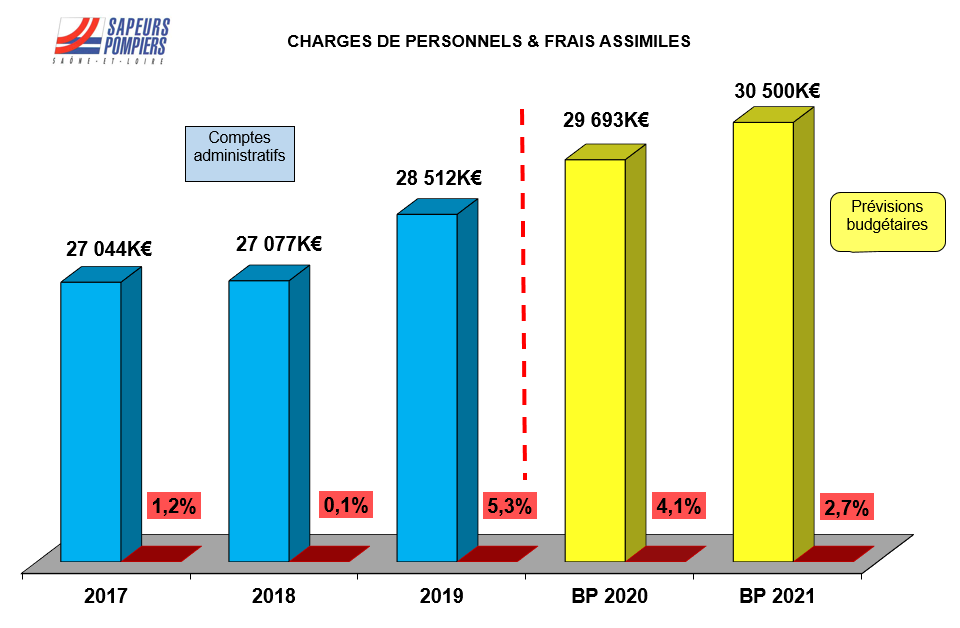 SAPEURS
POMPIERS
SAÔNE-ET-LOIRE
CHARGES DE PERSONNELS & FRAIS ASSIMILES
Comptes
administratifs
27 044K€
27 077K€
28 512K€
29 693K€
30 500K€
Prévisions
budgétaires
1,2%
0,1%
5,3%
4,1%
2,7%
2017
2018
2019
BP 2020
BP 2021